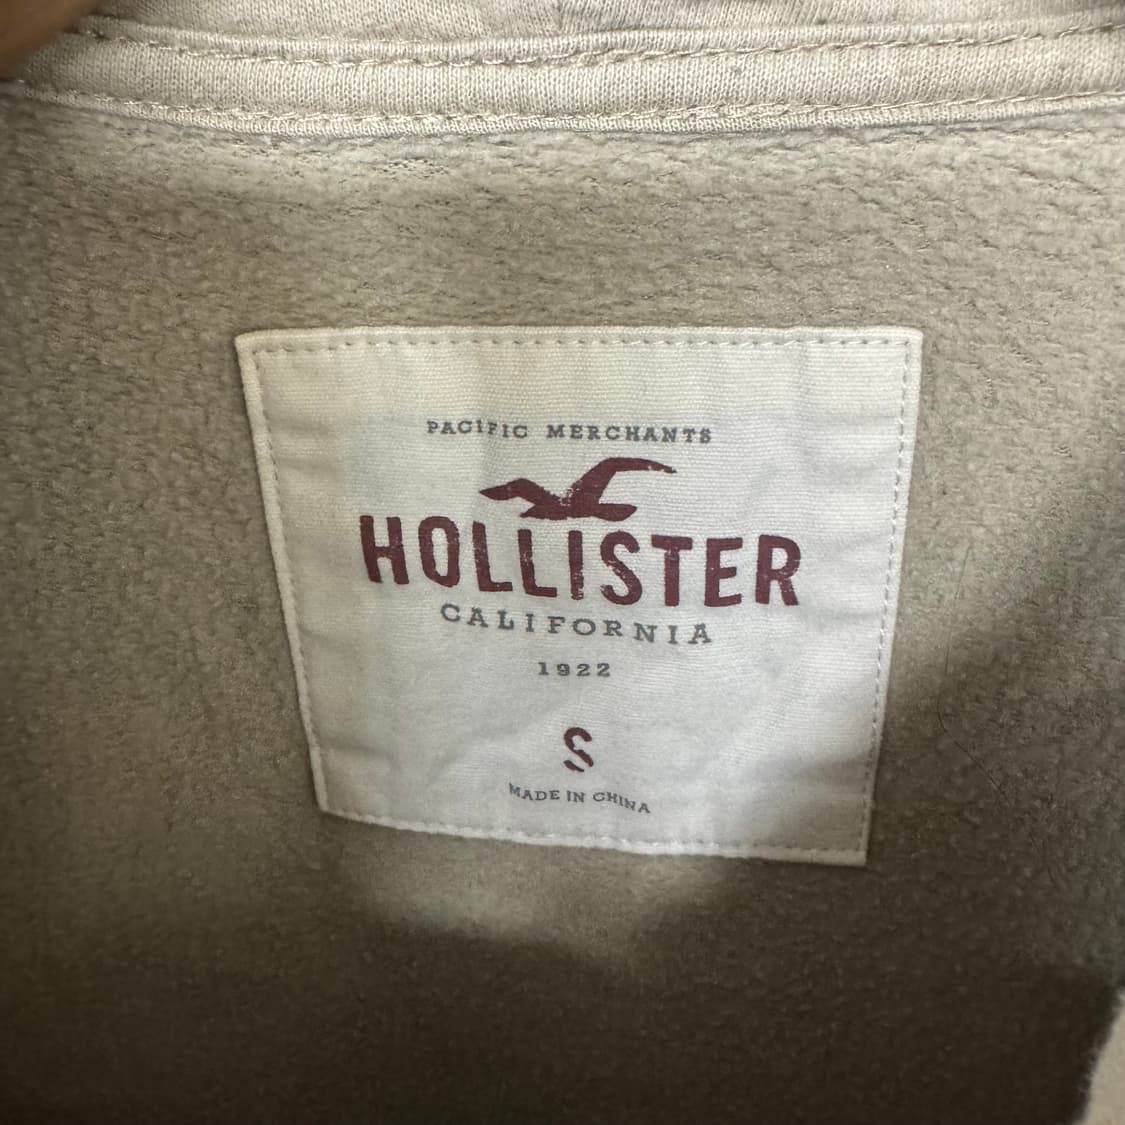 PACIFIC MERCHANTS
HOLLISTER
CALIFORNIA
1922
S
MADE IN CHINA